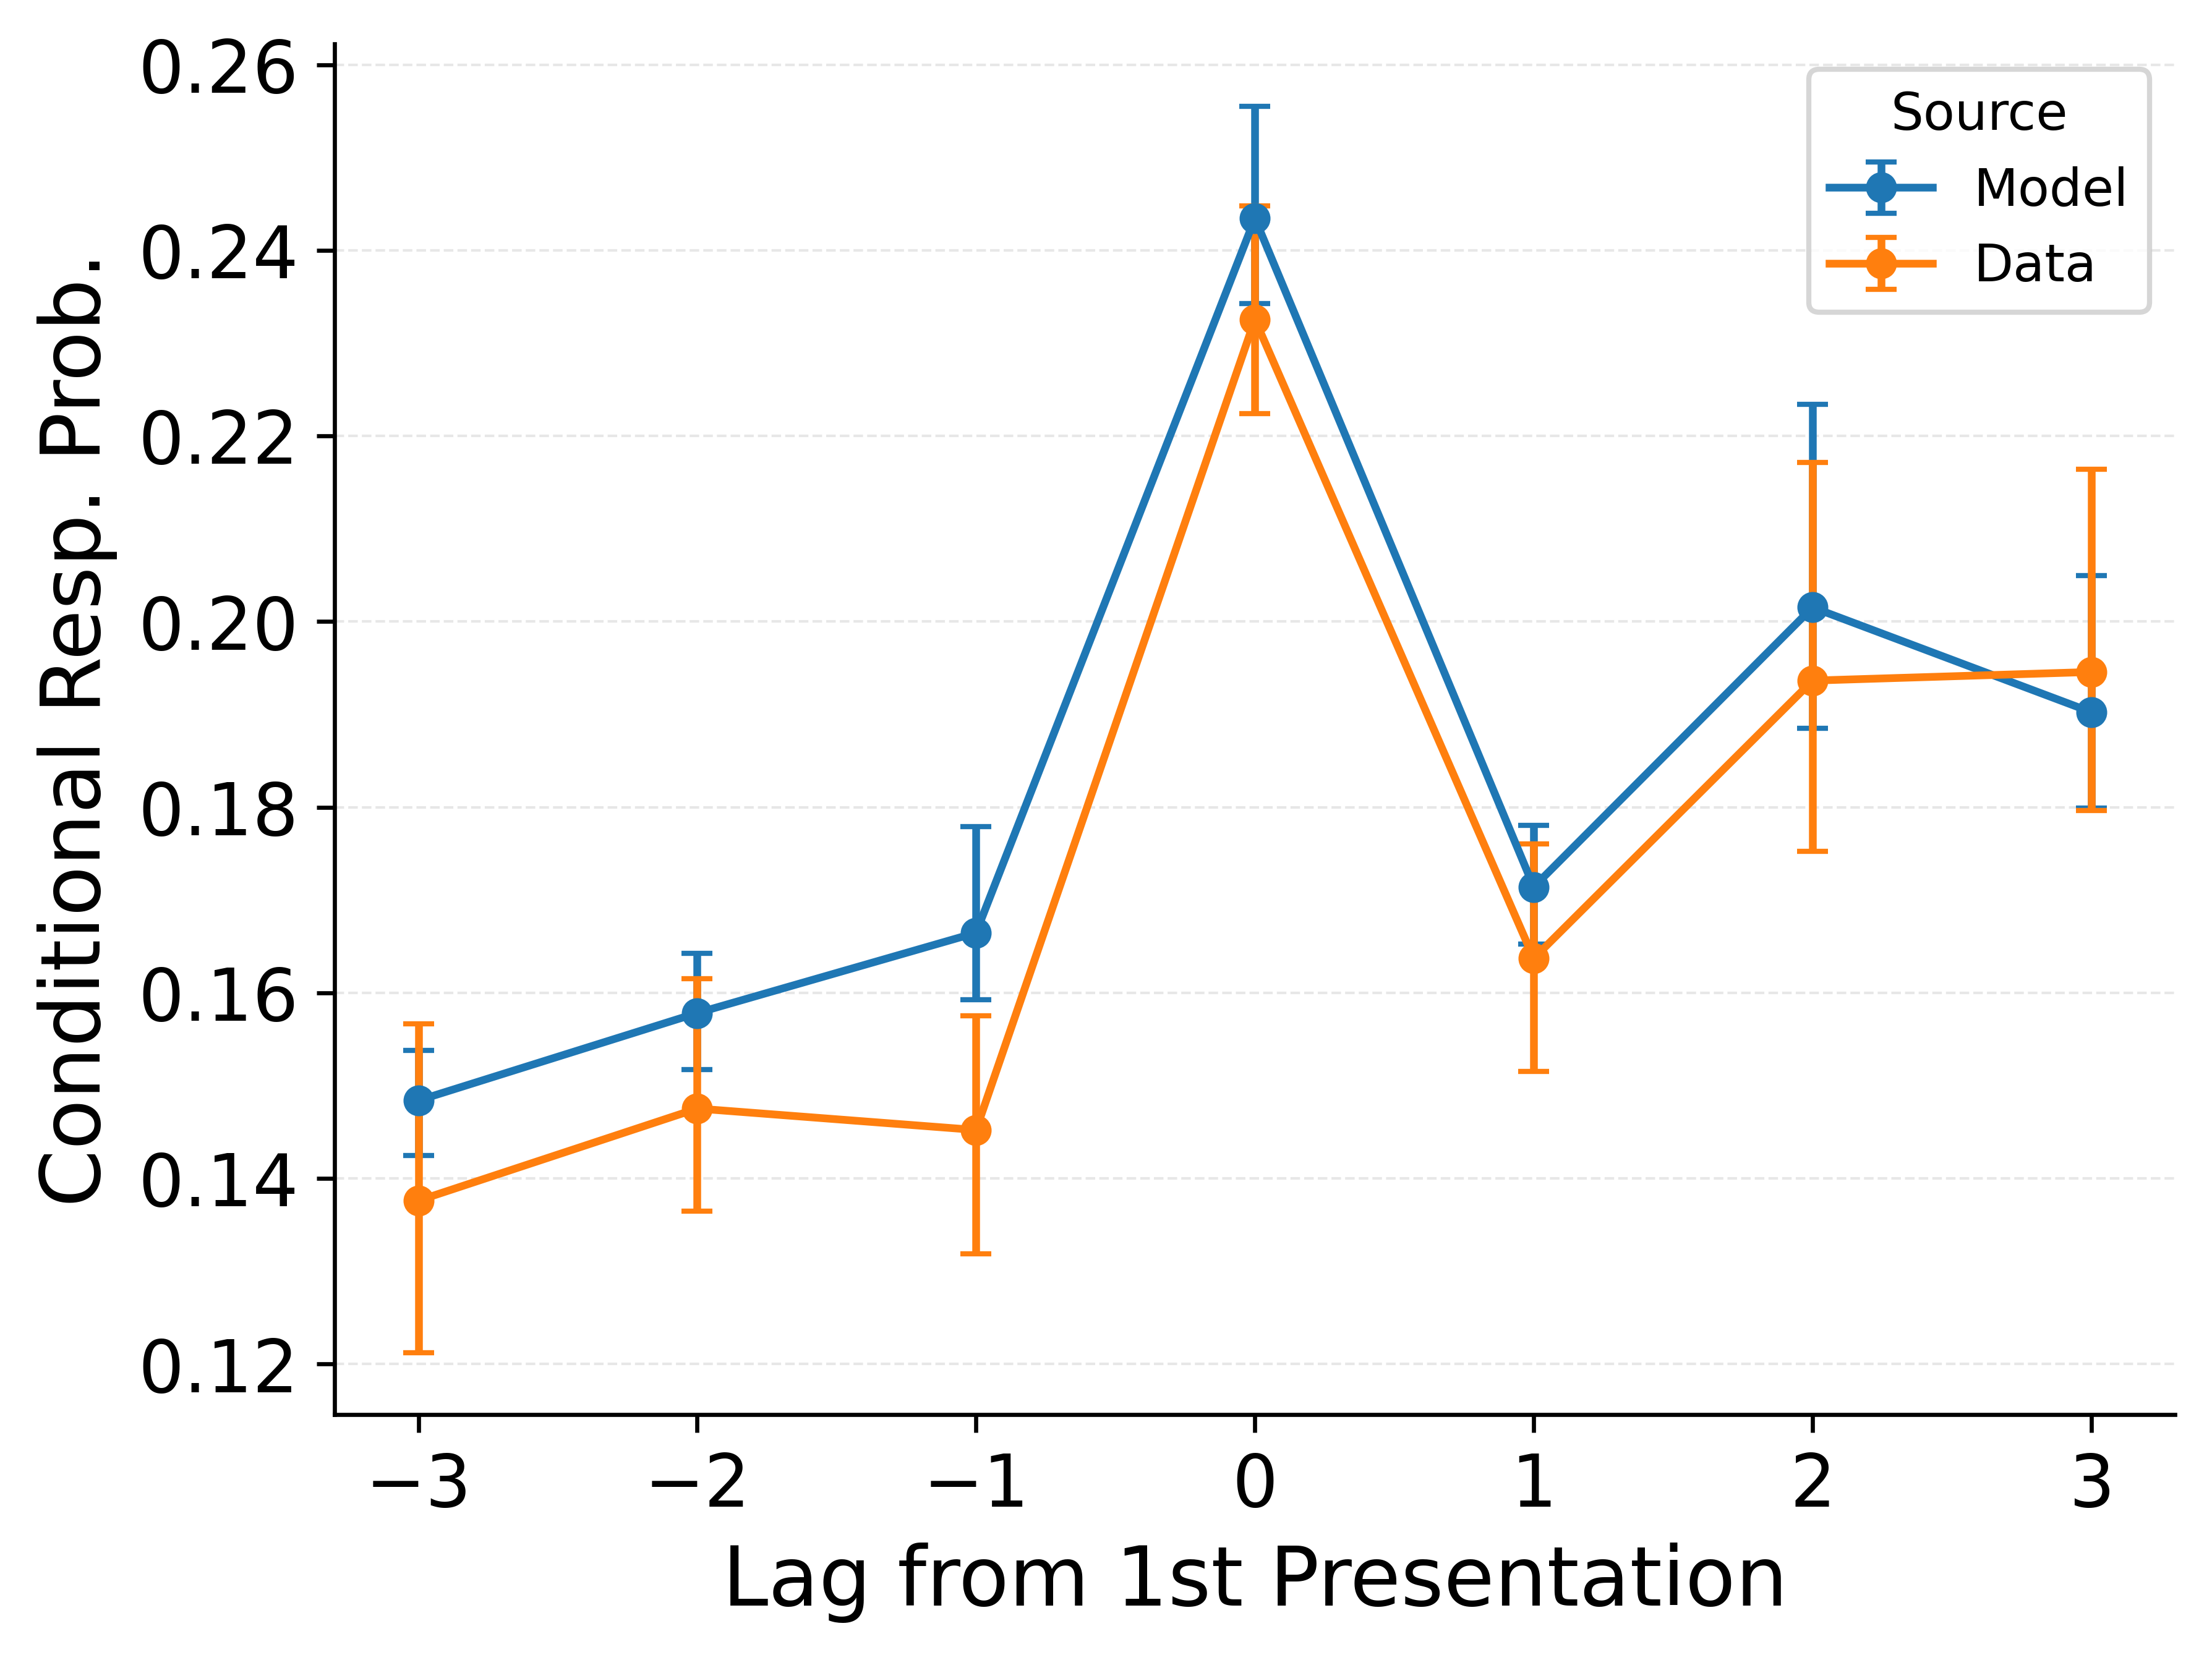 Conditional Resp. Prob.
0.26
0.24
0.22
0.20
0.18
0.16
0.14
0.12
Source
Model
Data
−3 −2 −1 0 1 2 3
Lag from 1st Presentation